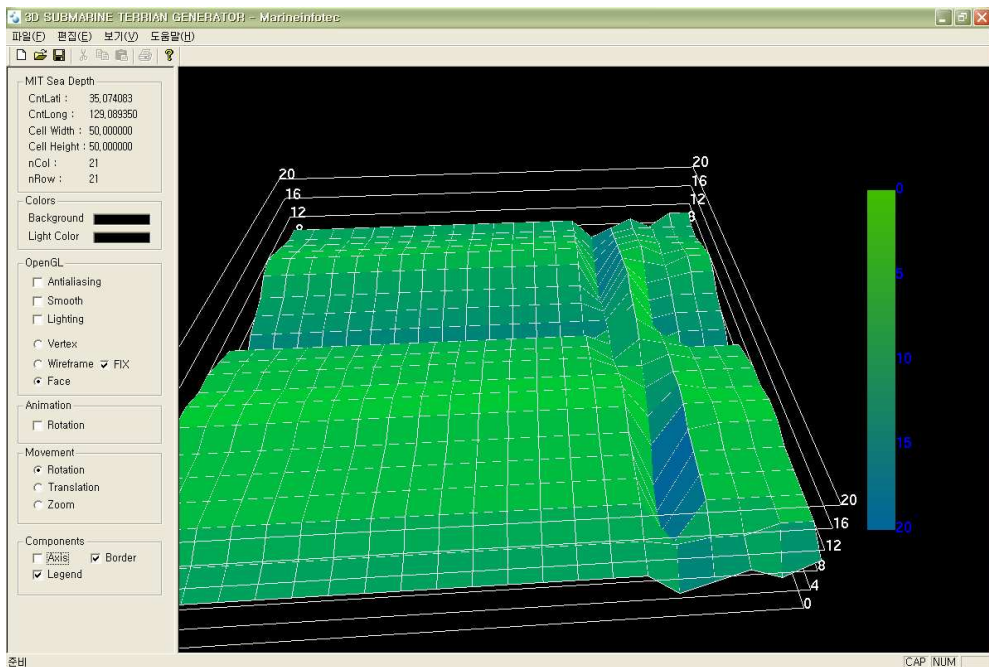 3D SUBMARINE TERRIAN GENERATOR - Marineinfotec
파일(F) 편집(E) 보기(V) 도움말(H)
MIT Sea Depth
CntLati : 35,074083
CntLong : 129,089350
Cell Width : 50,000000
Cell Height : 50,000000
nCol : 21
nRow : 21
Colors
Background
Light Color
OpenGL
Antialiasing
Smooth
Lighting
Vertex
Wireframe FIX
Face
Animation
Rotation
Movement
Rotation
Translation
Zoom
Components
Axis Border
Legend
20
16
12
8
20
16
12
8
20
16
12
8
4
0
0
5
10
15
20
준비
CAP NUM